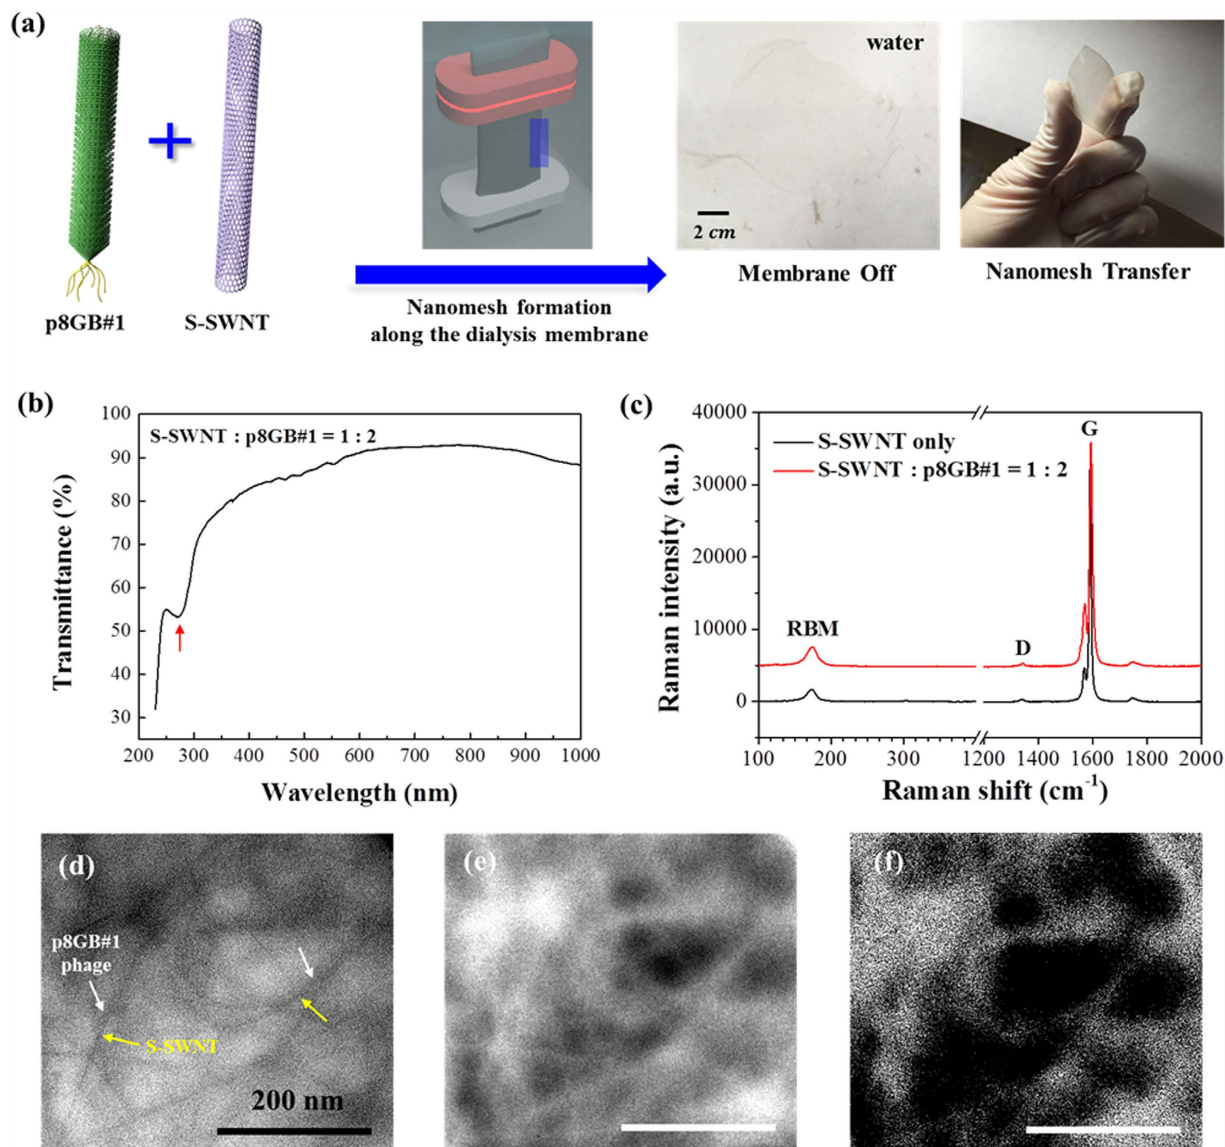 (a)
p8GB#1
S-SWNT
Nanomesh formation
along the dialysis membrane
water
2 cm
Membrane Off
Nanomesh Transfer
(b)
S-SWNT : p8GB#1 = 1 : 2
100
90
80
70
60
50
40
30
Transmittance (%)
200 300 400 500 600 700 800 900 1000
Wavelength (nm)
(c)
S-SWNT only
S-SWNT : p8GB#1 = 1 : 2
G
RBM
D
40000
30000
20000
10000
0
Raman intensity (a.u.)
100 200 300 1200 1400 1600 1800 2000
Raman shift (cm-1)
(d)
p8GB#1
phage
S-SWNT
200 nm
(e)
(f)